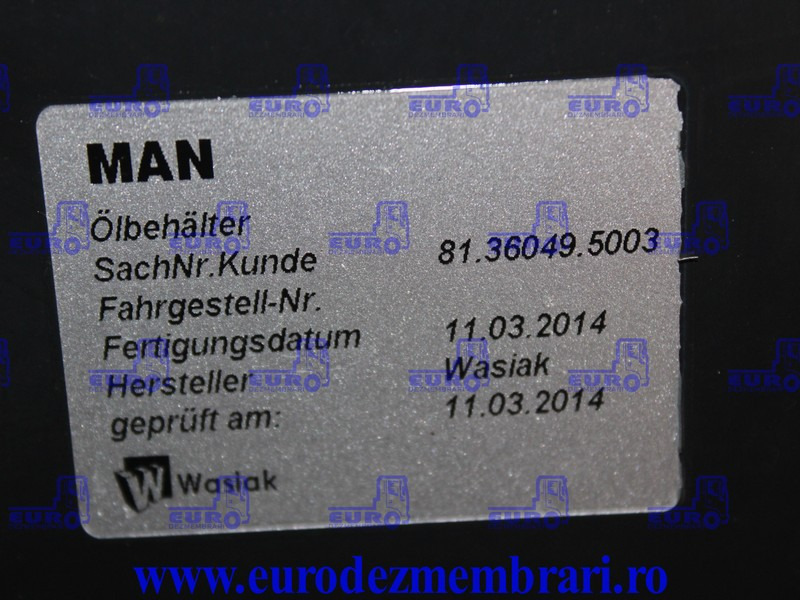 MAN
Ölbehälter
SachNr.Kunde 81.36049.5003
Fahrgestell-Nr.
Fertigungsdatum 11.03.2014
Hersteller Wasiak
geprüft am: 11.03.2014
W Wasiak
www.eurodezmembrari.ro